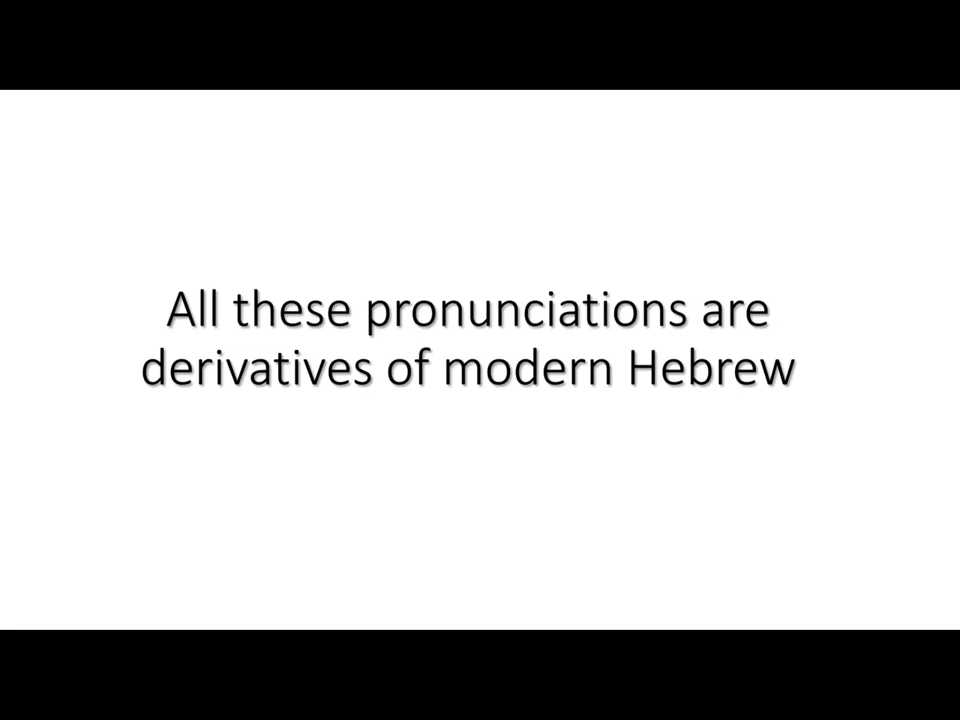 All these pronunciations are
derivatives of modern Hebrew